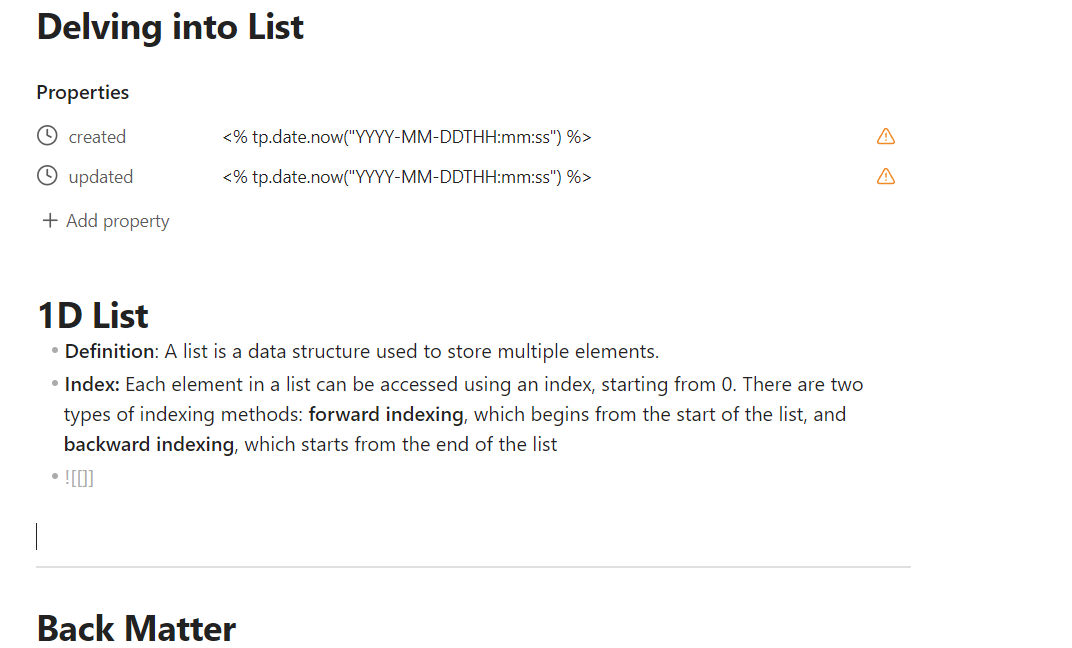 Delving into List
Properties
created <% tp.date.now("YYYY-MM-DDTHH:mm:ss") %>
updated <% tp.date.now("YYYY-MM-DDTHH:mm:ss") %>
+ Add property
1D List
• Definition: A list is a data structure used to store multiple elements.
• Index: Each element in a list can be accessed using an index, starting from 0. There are two
types of indexing methods: forward indexing, which begins from the start of the list, and
backward indexing, which starts from the end of the list
• ![[]]
Back Matter